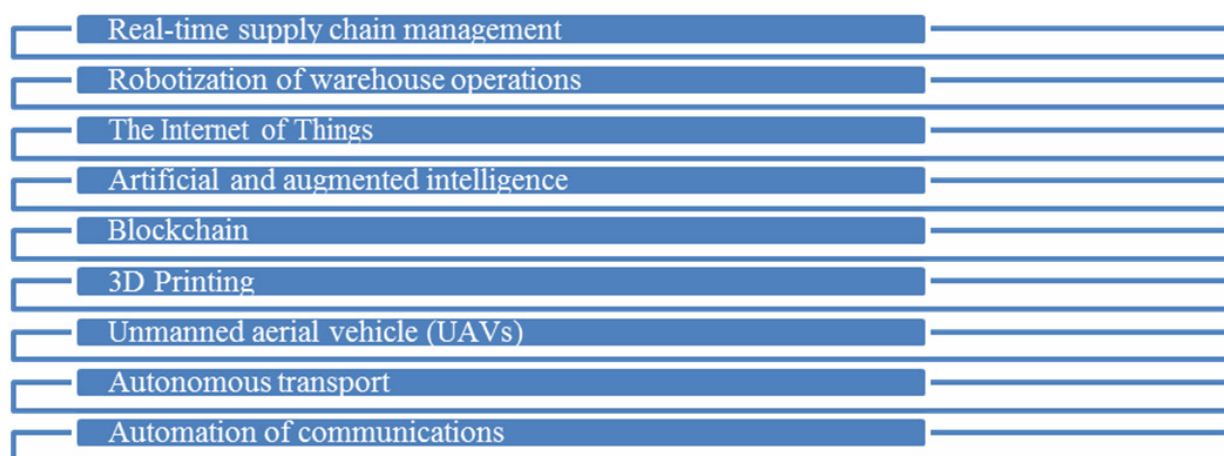 Real-time supply chain management
Robotization of warehouse operations
The Internet of Things
Artificial and augmented intelligence
Blockchain
3D Printing
Unmanned aerial vehicle (UAVs)
Autonomous transport
Automation of communications